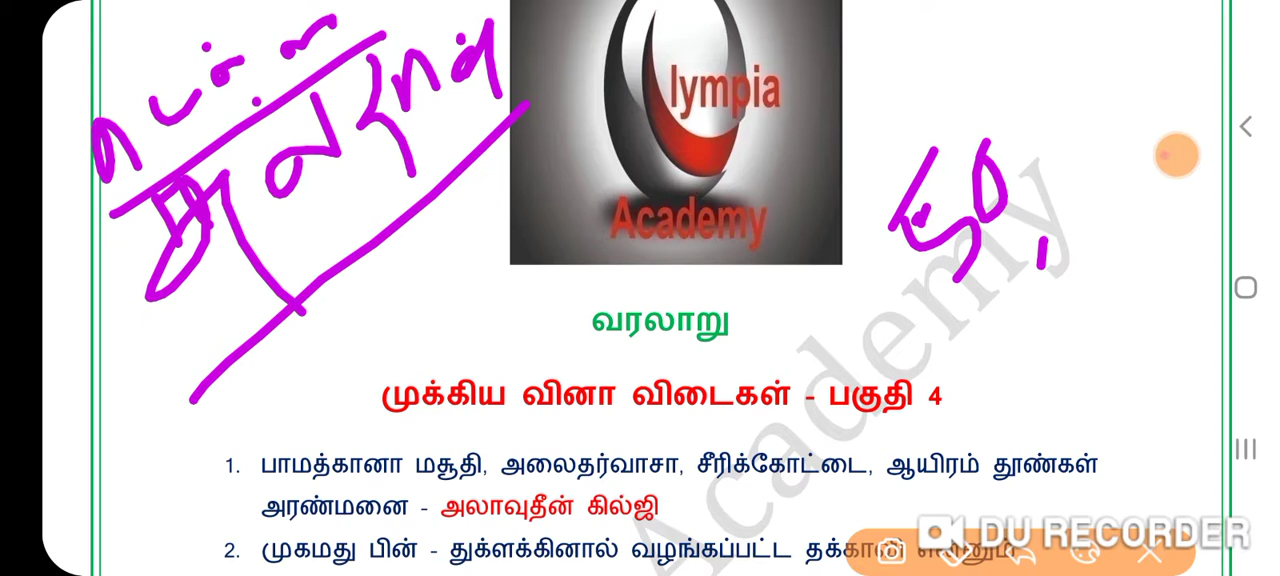 lympia
Academy
வரலாறு
முக்கிய வினா விடைகள் - பகுதி 4
1. பாமத்கானா மசூதி, அலைதர்வாசா, சீரிக்கோட்டை, ஆயிரம் தூண்கள்
அரண்மனை - அலாவுதீன் கில்ஜி
2. முகமது பின் - துக்ளக்கினால் வழங்கப்பட்ட
DU RECORDER
Academy